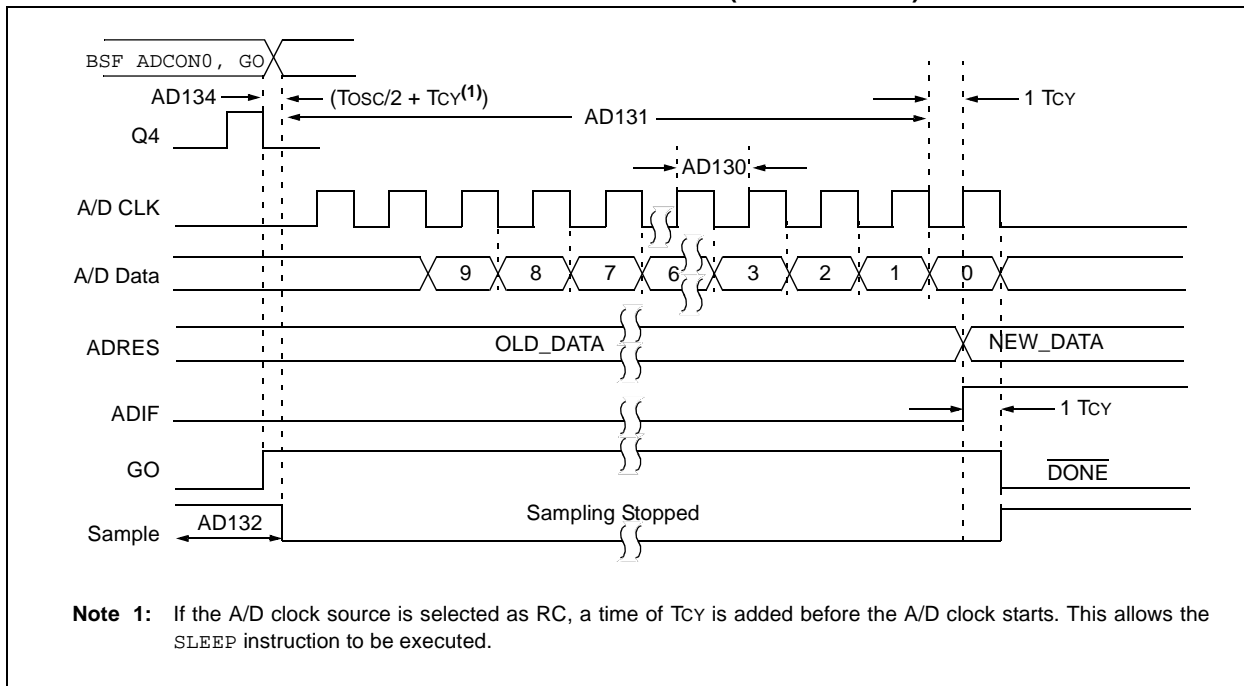 BSF ADCON0, GO
AD134 (TOSC/2 + TCY(1)) 1 TCY
AD131
Q4
AD130
A/D CLK
A/D Data 9 8 7 6 3 2 1 0
ADRES OLD_DATA NEW_DATA
ADIF 1 TCY
GO DONE
Sample AD132 Sampling Stopped
Note 1: If the A/D clock source is selected as RC, a time of TCY is added before the A/D clock starts. This allows the
SLEEP instruction to be executed.